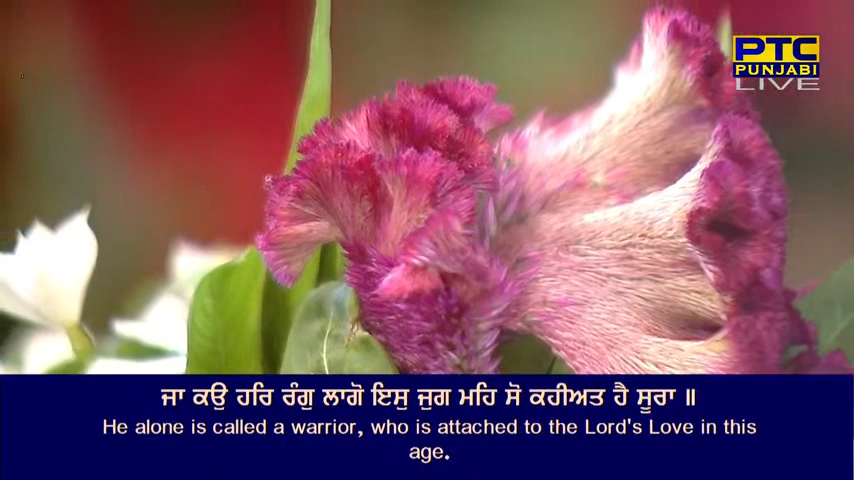 PTC
PUNJABI
LIVE
ਜਾ ਕਉ ਹਰਿ ਰੰਗੁ ਲਾਗੋ ਇਸੁ ਜੁਗ ਮਹਿ ਸੋ ਕਹੀਅਤ ਹੈ ਸੂਰਾ ॥
He alone is called a warrior, who is attached to the Lord's Love in this
age.